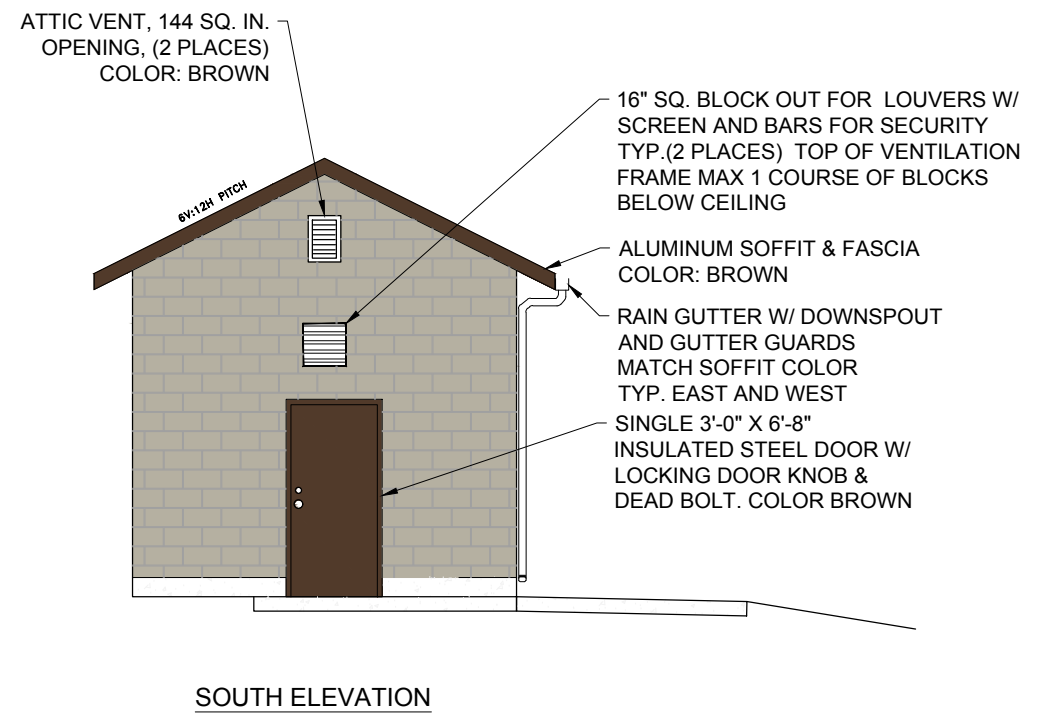 ATTIC VENT, 144 SQ. IN.
OPENING, (2 PLACES)
COLOR: BROWN
16" SQ. BLOCK OUT FOR LOUVERS W/
SCREEN AND BARS FOR SECURITY
TYP.(2 PLACES) TOP OF VENTILATION
FRAME MAX 1 COURSE OF BLOCKS
BELOW CEILING
6V:12H PITCH
ALUMINUM SOFFIT & FASCIA
COLOR: BROWN
RAIN GUTTER W/ DOWNSPOUT
AND GUTTER GUARDS
MATCH SOFFIT COLOR
TYP. EAST AND WEST
SINGLE 3'-0" X 6'-8"
INSULATED STEEL DOOR W/
LOCKING DOOR KNOB &
DEAD BOLT. COLOR BROWN
SOUTH ELEVATION